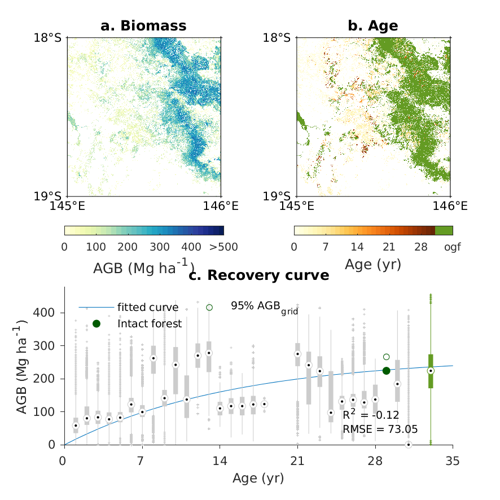 a. Biomass
b. Age
18°S
18°S
19°S
19°S
145°E
146°E
145°E
146°E
0 100 200 300 400 >500
0 7 14 21 28 ogf
AGB (Mg ha⁻¹)
Age (yr)
c. Recovery curve
fitted curve
95% AGB_grid
Intact forest
400
300
200
100
0
AGB (Mg ha⁻¹)
R² = -0.12
RMSE = 73.05
0 7 14 21 28 35
Age (yr)